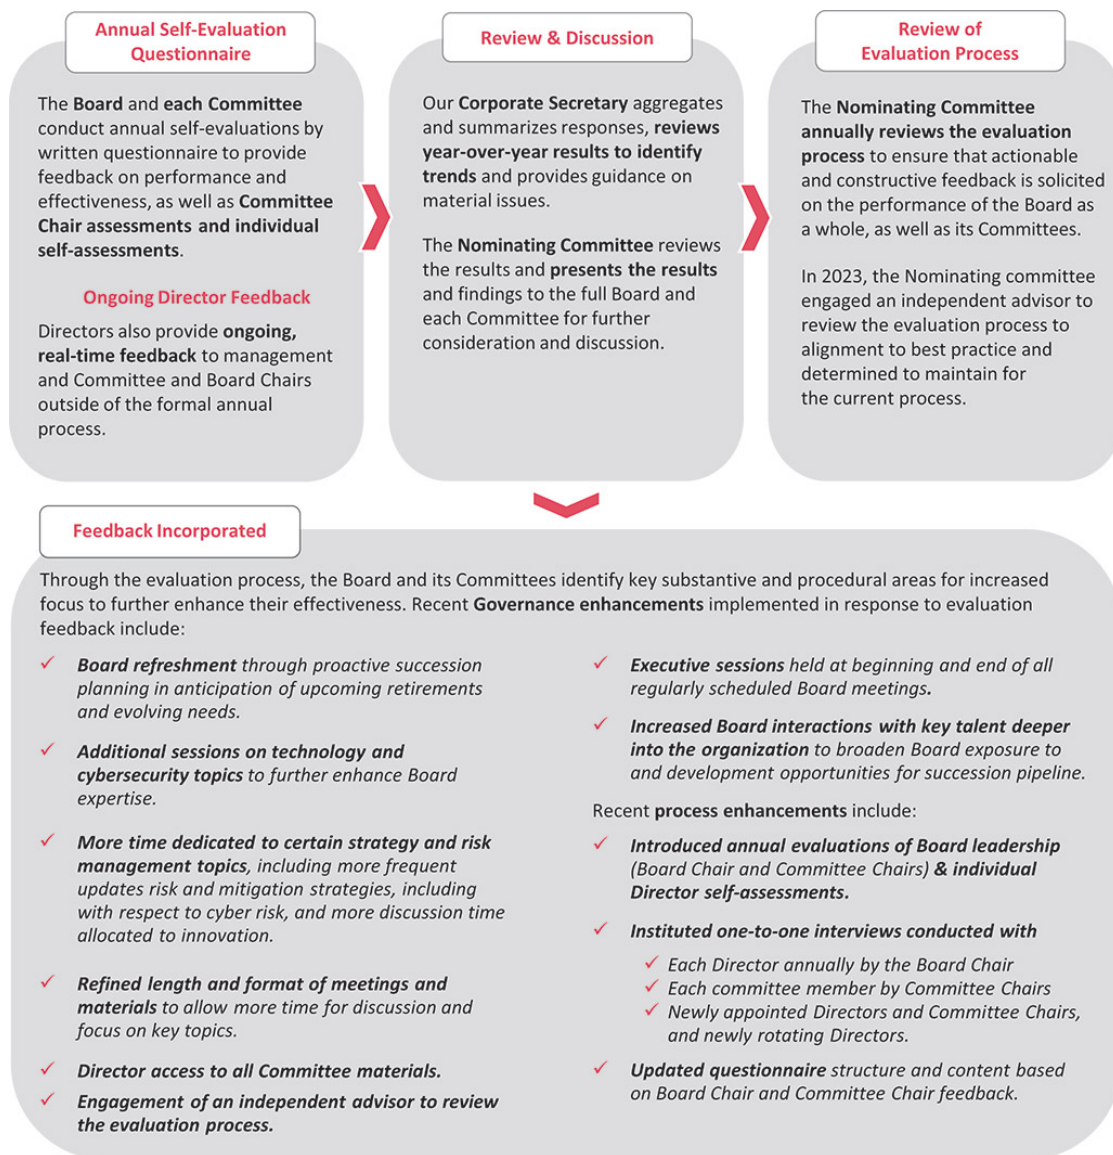 Annual Self-Evaluation
Questionnaire
The Board and each Committee
conduct annual self-evaluations by
written questionnaire to provide
feedback on performance and
effectiveness, as well as Committee
Chair assessments and individual
self-assessments.
Ongoing Director Feedback
Directors also provide ongoing,
real-time feedback to management
and Committee and Board Chairs
outside of the formal annual
process.
Review & Discussion
Our Corporate Secretary aggregates
and summarizes responses, reviews
year-over-year results to identify
trends and provides guidance on
material issues.
The Nominating Committee reviews
the results and presents the results
and findings to the full Board and
each Committee for further
consideration and discussion.
Review of
Evaluation Process
The Nominating Committee
annually reviews the evaluation
process to ensure that actionable
and constructive feedback is solicited
on the performance of the Board as
a whole, as well as its Committees.
In 2023, the Nominating committee
engaged an independent advisor to
review the evaluation process to
alignment to best practice and
determined to maintain for
the current process.
Feedback Incorporated
Through the evaluation process, the Board and its Committees identify key substantive and procedural areas for increased
focus to further enhance their effectiveness. Recent Governance enhancements implemented in response to evaluation
feedback include:
✓ Board refreshment through proactive succession
planning in anticipation of upcoming retirements
and evolving needs.
✓ Additional sessions on technology and
cybersecurity topics to further enhance Board
expertise.
✓ More time dedicated to certain strategy and risk
management topics, including more frequent
updates risk and mitigation strategies, including
with respect to cyber risk, and more discussion time
allocated to innovation.
✓ Refined length and format of meetings and
materials to allow more time for discussion and
focus on key topics.
✓ Director access to all Committee materials.
✓ Engagement of an independent advisor to review
the evaluation process.
✓ Executive sessions held at beginning and end of all
regularly scheduled Board meetings.
✓ Increased Board interactions with key talent deeper
into the organization to broaden Board exposure to
and development opportunities for succession pipeline.
Recent process enhancements include:
✓ Introduced annual evaluations of Board leadership
(Board Chair and Committee Chairs) & individual
Director self-assessments.
✓ Instituted one-to-one interviews conducted with
✓ Each Director annually by the Board Chair
✓ Each committee member by Committee Chairs
✓ Newly appointed Directors and Committee Chairs,
and newly rotating Directors.
✓ Updated questionnaire structure and content based
on Board Chair and Committee Chair feedback.